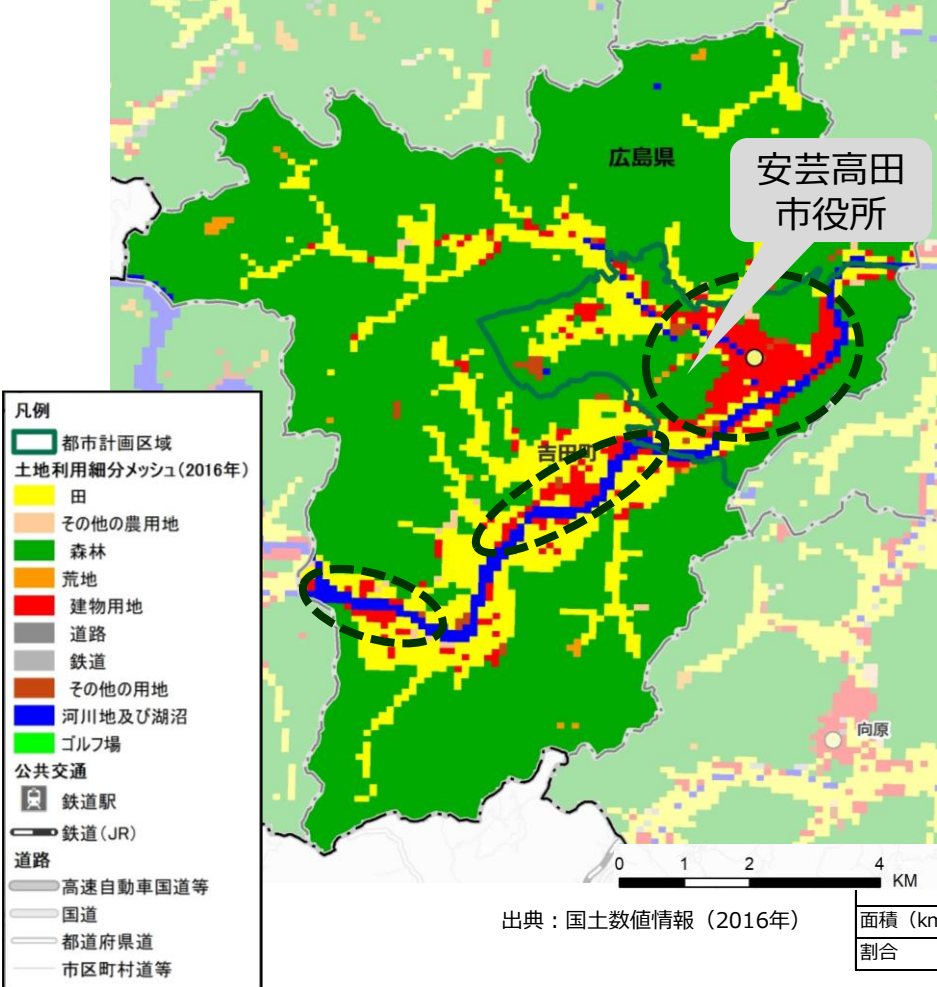 広島県
安芸高田
市役所
吉田町
向原
凡例
都市計画区域
土地利用細分メッシュ(2016年)
田
その他の農用地
森林
荒地
建物用地
道路
鉄道
その他の用地
河川地及び湖沼
ゴルフ場
公共交通
鉄道駅
鉄道(JR)
道路
高速自動車国道等
国道
都道府県道
市区町村道等
0 1 2 4
KM
出典：国土数値情報（2016年）
面積（km
割合